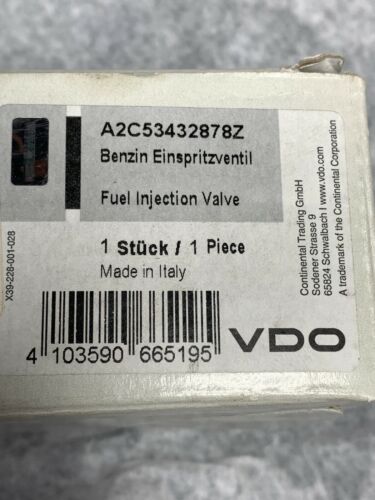 A2C53432878Z
Benzin Einspritzventil
Fuel Injection Valve
1 Stück / 1 Piece
Made in Italy
X39-228-001-028
4 103590 665195
VDO
Continental Trading GmbH
Sodener Strasse 9
65824 Schwalbach I www.vdo.com
A trademark of the Continental Corporation